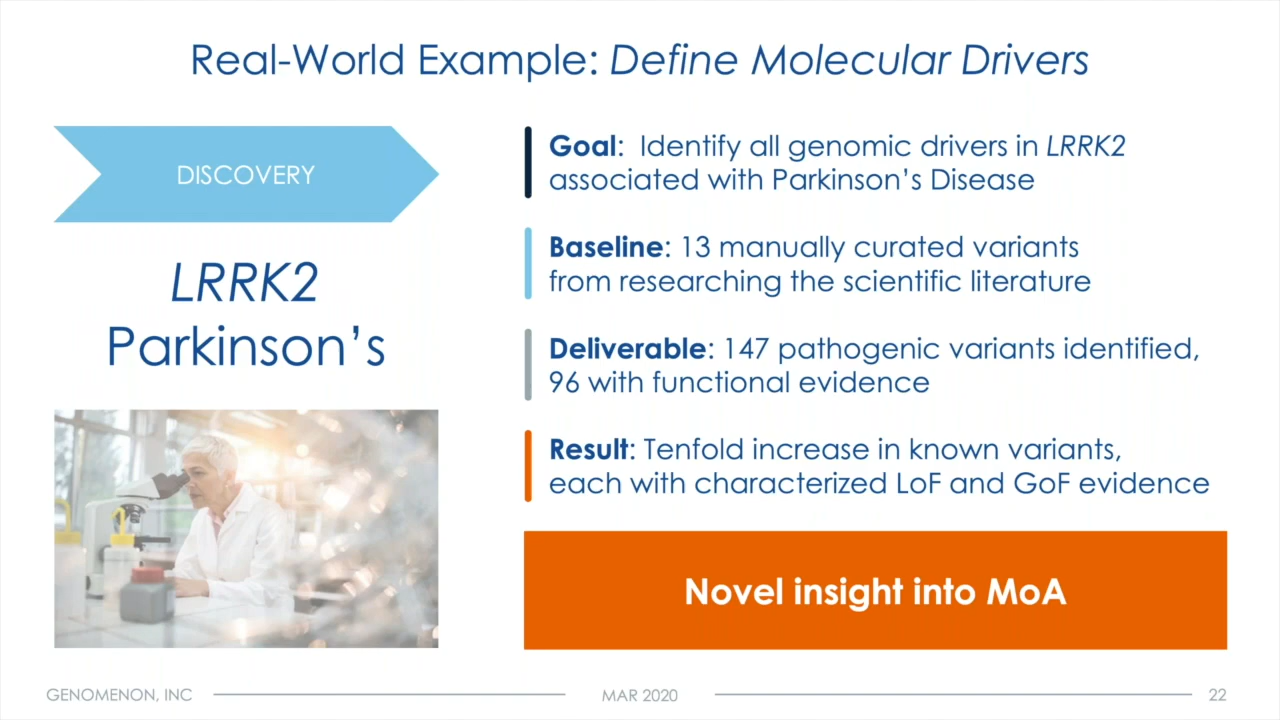 Real-World Example: Define Molecular Drivers
DISCOVERY
LRRK2
Parkinson's
Goal:  Identify all genomic drivers in LRRK2
associated with Parkinson's Disease
Baseline: 13 manually curated variants
from researching the scientific literature
Deliverable: 147 pathogenic variants identified,
96 with functional evidence
Result: Tenfold increase in known variants,
each with characterized LoF and GoF evidence
Novel insight into MoA
GENOMENON, INC
MAR 2020
22